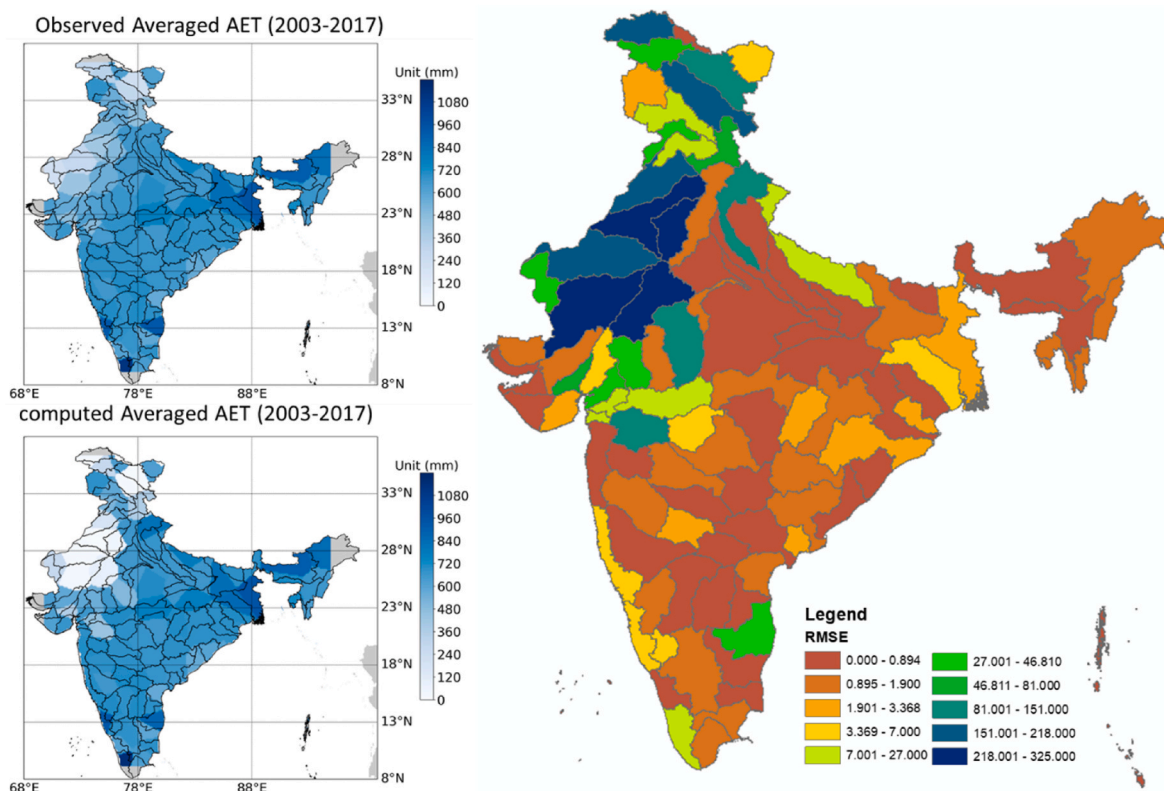 Observed Averaged AET (2003-2017)
Unit (mm)
1080
960
840
720
600
480
360
240
120
0
33°N
28°N
23°N
18°N
13°N
8°N
68°E 78°E 88°E
computed Averaged AET (2003-2017)
Unit (mm)
1080
960
840
720
600
480
360
240
120
0
33°N
28°N
23°N
18°N
13°N
8°N
68°E 78°E 88°E
Legend
RMSE
0.000 - 0.894
0.895 - 1.900
1.901 - 3.368
3.369 - 7.000
7.001 - 27.000
27.001 - 46.810
46.811 - 81.000
81.001 - 151.000
151.001 - 218.000
218.001 - 325.000